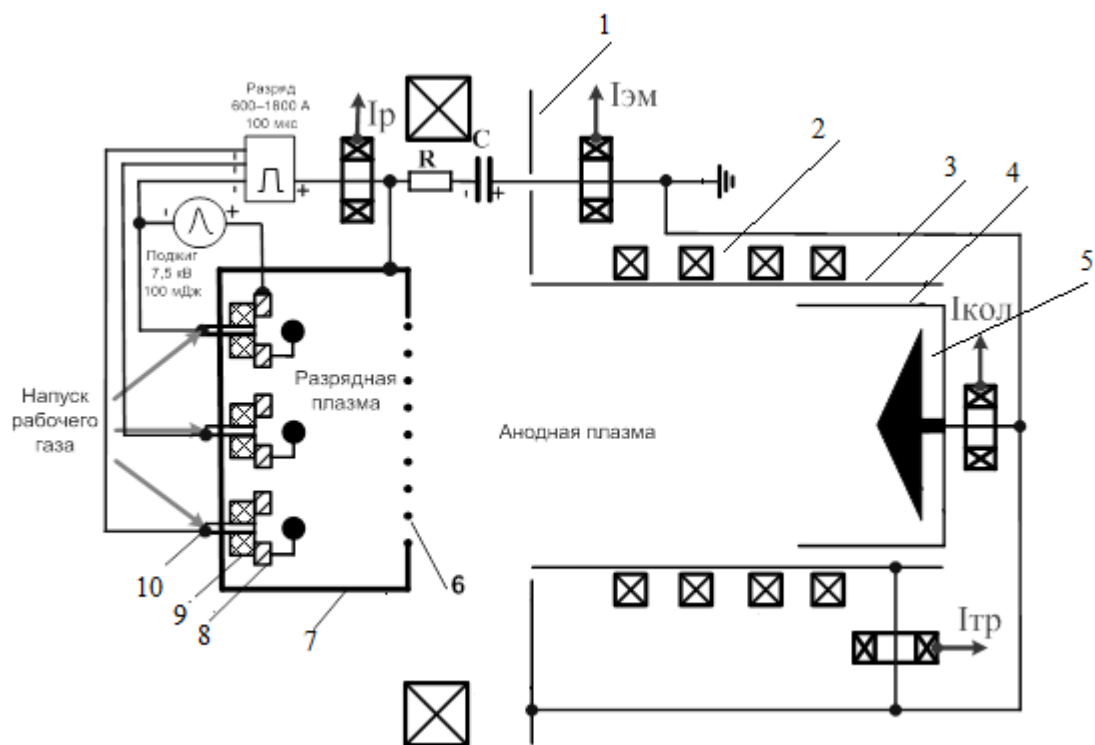 1
Разряд
600–1800 А
100 мкс
Iр
Iэм
2
R
C
3
4
-
+
-
+
-
+
Поджиг
7,5 кВ
100 мДж
5
Iкол
Разрядная
плазма
Напуск
рабочего
газа
Анодная плазма
10
9
8
7
6
Iтр